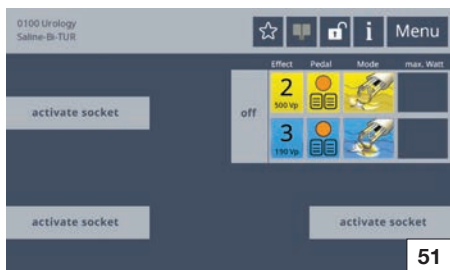 0100 Urology
Saline-Bi-TUR
i
Menu
Effect Pedal Mode max. Watt
activate socket
off
2
500 Vp
3
190 Vp
activate socket
activate socket
51